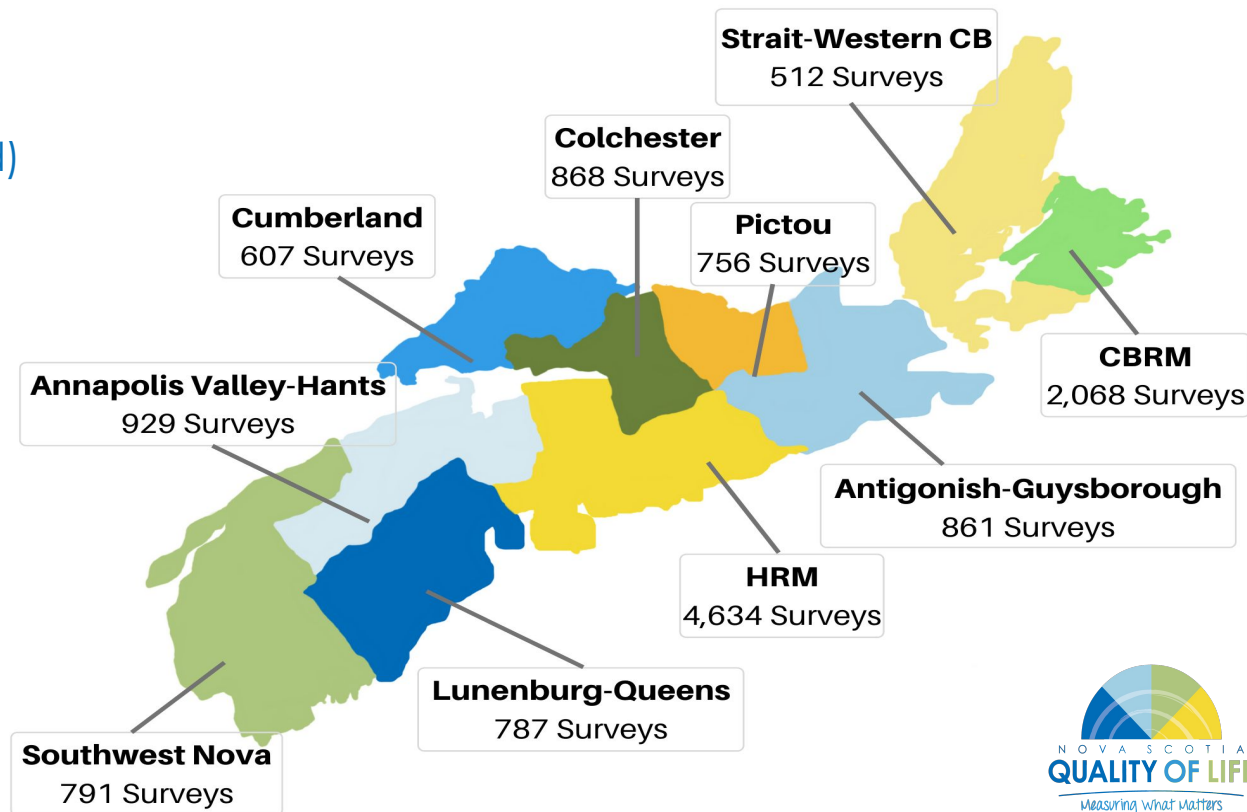 Strait-Western CB
512 Surveys
Colchester
868 Surveys
Cumberland
607 Surveys
Pictou
756 Surveys
CBRM
2,068 Surveys
Annapolis Valley-Hants
929 Surveys
Antigonish-Guysborough
861 Surveys
HRM
4,634 Surveys
Lunenburg-Queens
787 Surveys
Southwest Nova
791 Surveys
NOVA SCOTIA
QUALITY OF LIF
Measuring What Matters